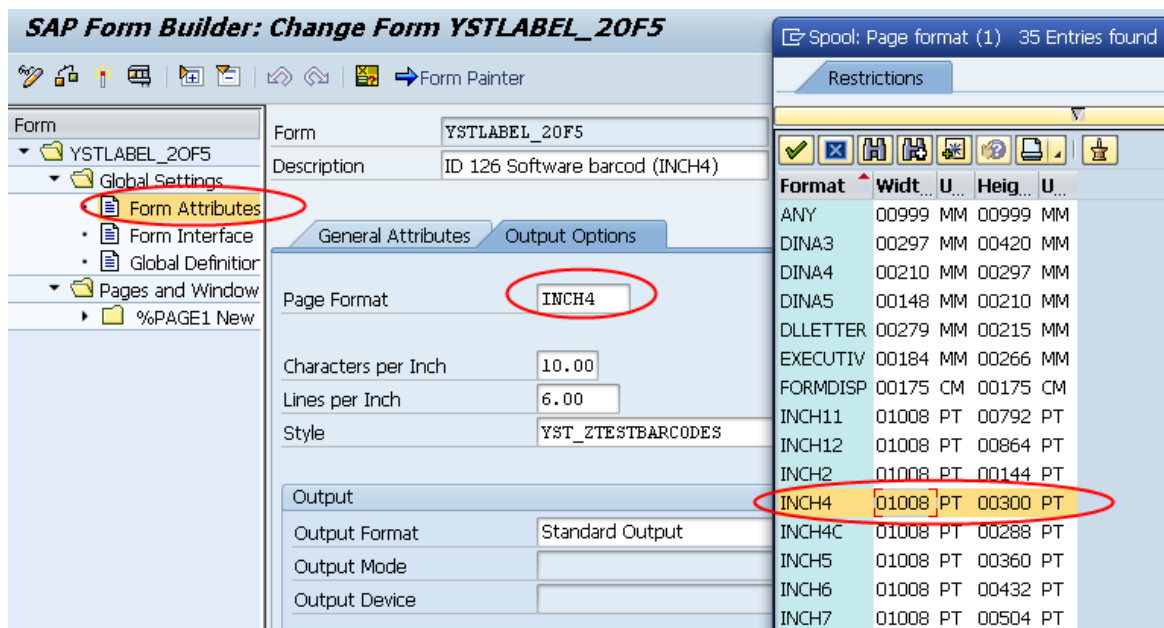 SAP Form Builder: Change Form YSTLABEL_2OF5
Form Painter
Form
YSTLABEL_2OF5
Global Settings
Form Attributes
Form Interface
Global Definitior
Pages and Window
%PAGE1 New
Form YSTLABEL_2OF5
Description ID 126 Software barcod (INCH4)
General Attributes Output Options
Page Format INCH4
Characters per Inch 10.00
Lines per Inch 6.00
Style YST_ZTESTBARCODES
Output
Output Format Standard Output
Output Mode
Output Device
Spool: Page format (1) 35 Entries found
Restrictions
Format Widt... U... Heig... U...
ANY 00999 MM 00999 MM
DINA3 00297 MM 00420 MM
DINA4 00210 MM 00297 MM
DINA5 00148 MM 00210 MM
DLLETTER 00279 MM 00215 MM
EXECUTIV 00184 MM 00266 MM
FORMDISP 00175 CM 00175 CM
INCH11 01008 PT 00792 PT
INCH12 01008 PT 00864 PT
INCH2 01008 PT 00144 PT
INCH4 01008 PT 00300 PT
INCH4C 01008 PT 00288 PT
INCH5 01008 PT 00360 PT
INCH6 01008 PT 00432 PT
INCH7 01008 PT 00504 PT